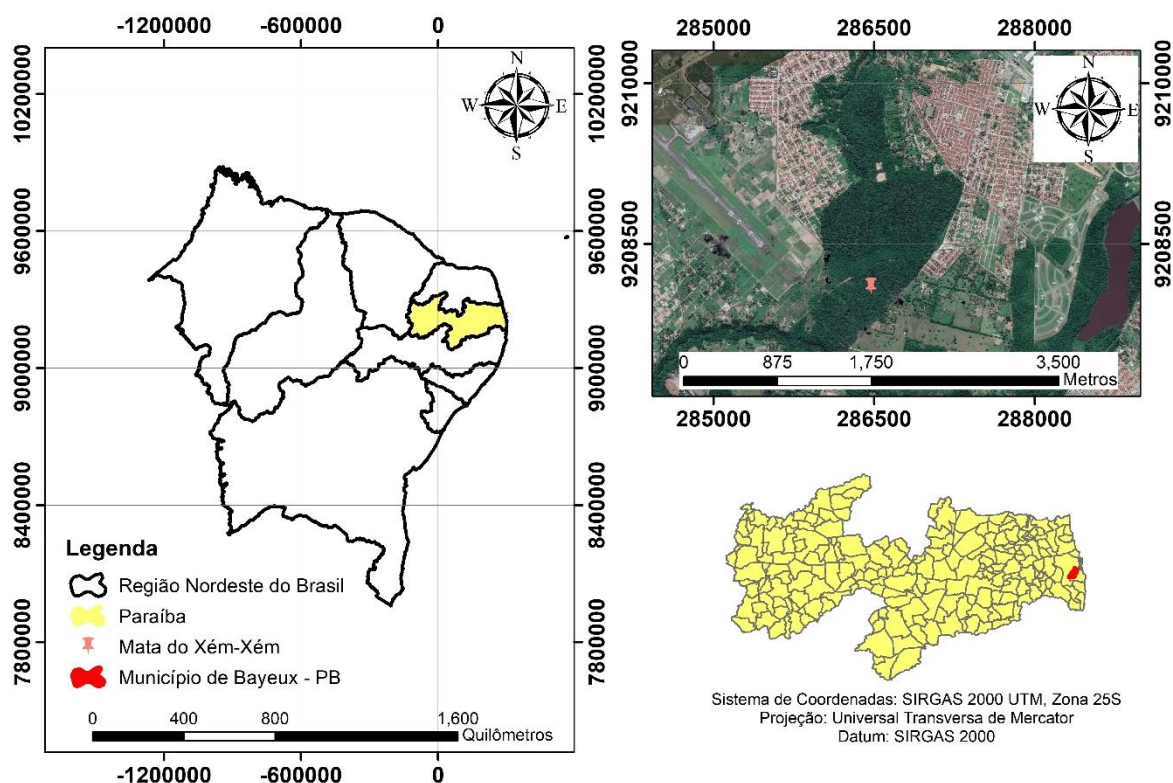 -1200000 -600000 0
10200000
9600000
9000000
8400000
7800000
10200000
9600000
9000000
8400000
7800000
N
W E
S
Legenda
Região Nordeste do Brasil
Paraíba
Mata do Xém-Xém
Município de Bayeux - PB
0 400 800 1,600
Quilômetros
-1200000 -600000 0
285000 286500 288000
9210000
9208500
9210000
9208500
N
W E
S
0 875 1,750 3,500
Metros
285000 286500 288000
Sistema de Coordenadas: SIRGAS 2000 UTM, Zona 25S
Projeção: Universal Transversa de Mercator
Datum: SIRGAS 2000